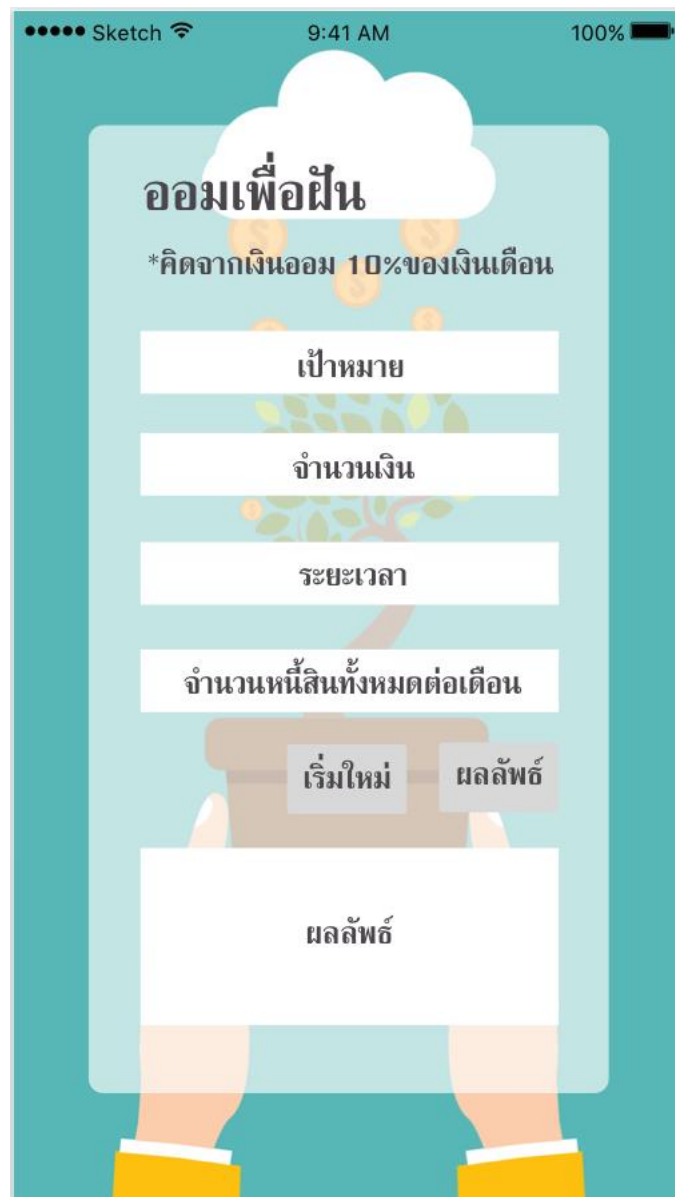 Sketch 9:41 AM 100%
ออมเพื่อฝัน
*คิดจากเงินออม 10%ของเงินเดือน
เป้าหมาย
จำนวนเงิน
ระยะเวลา
จำนวนหนี้สินทั้งหมดต่อเดือน
เริ่มใหม่ ผลลัพธ์
ผลลัพธ์